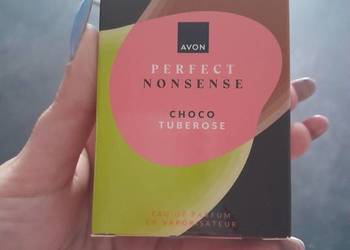 AVON
PERFECT
NONSENSE
CHOCO
TUBEROSE
EAU DE PARFUM
EN VAPORISATEUR